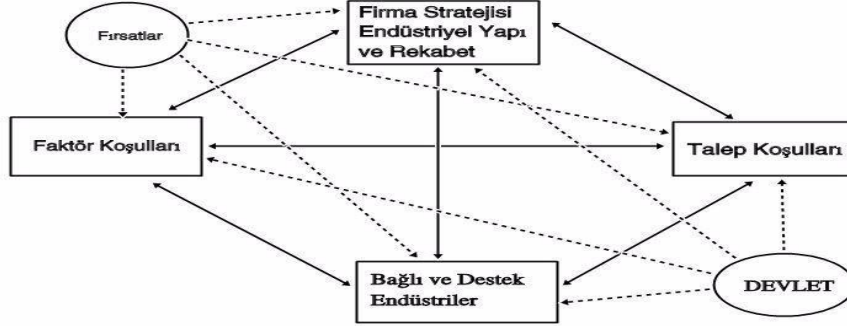 Fırsatlar
Firma Stratejisi
Endüstriyel Yapı
ve Rekabet
Faktör Koşulları
Talep Koşulları
Bağlı ve Destek
Endüstriler
DEVLET